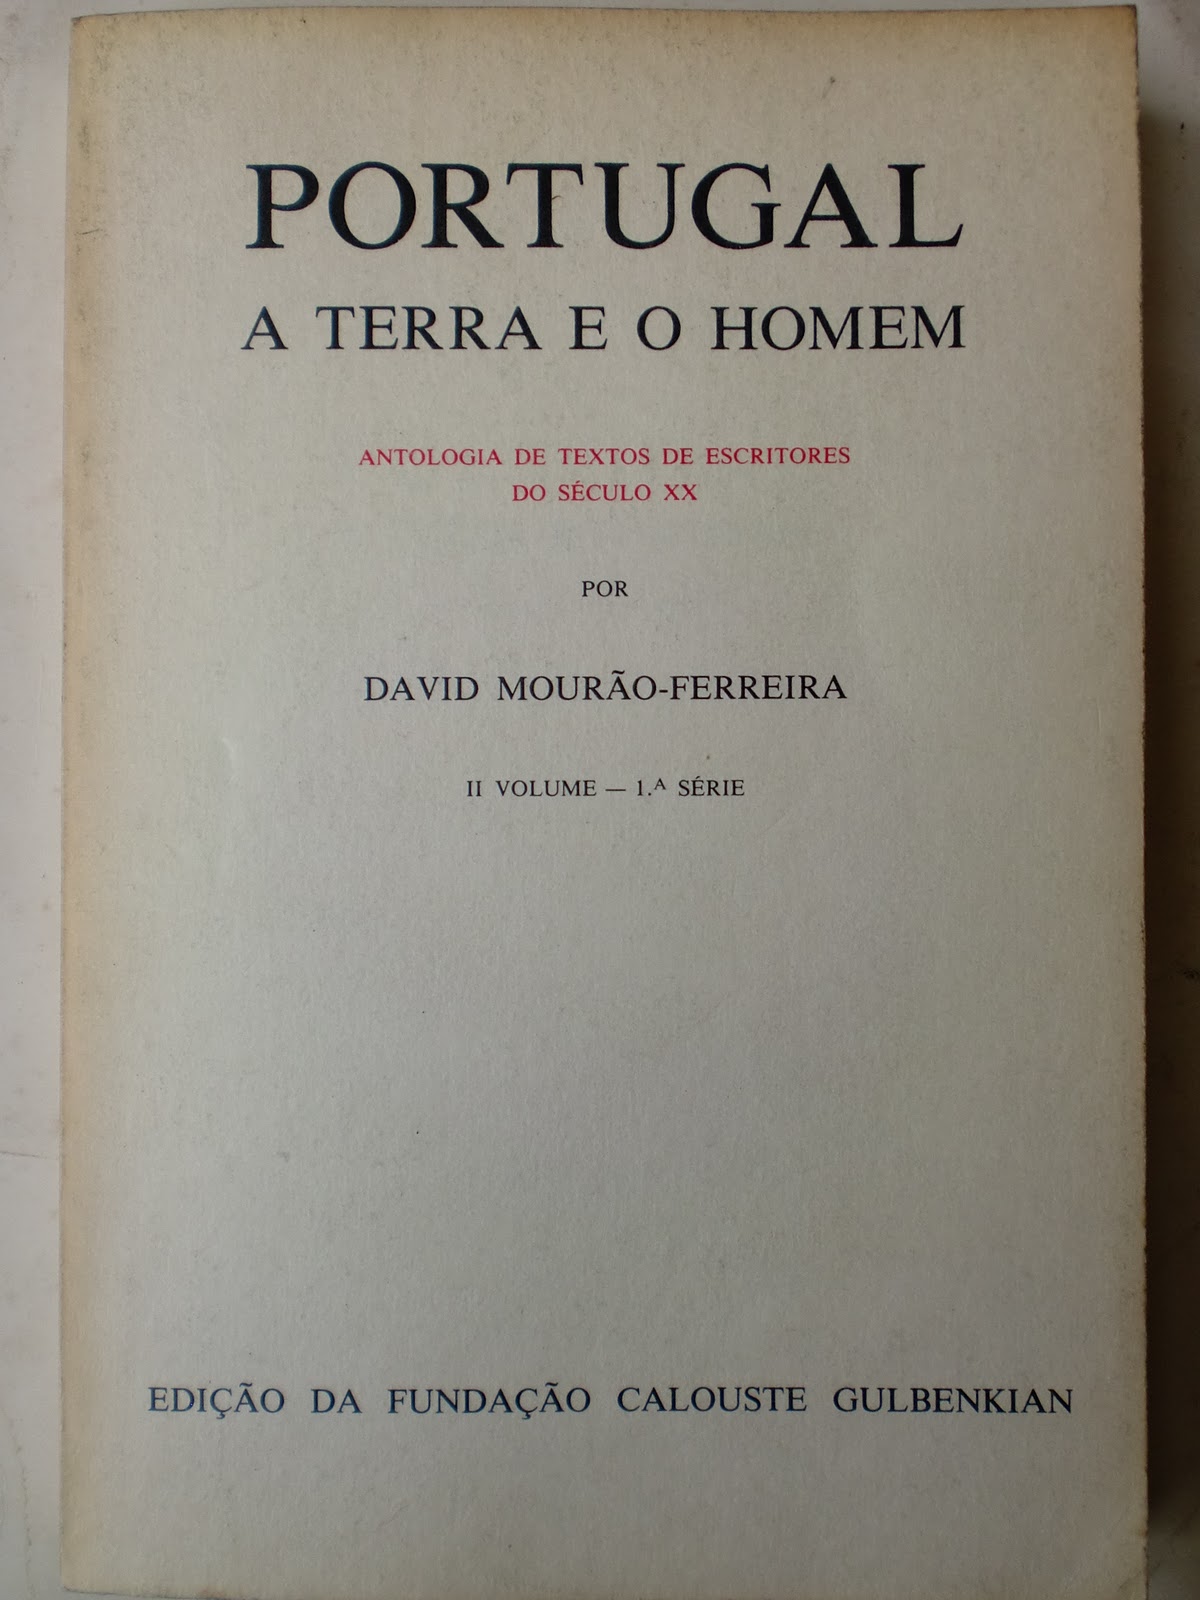 PORTUGAL
A TERRA E O HOMEM
ANTOLOGIA DE TEXTOS DE ESCRITORES
DO SÉCULO XX
POR
DAVID MOURÃO-FERREIRA
II VOLUME — 1.ᴬ SÉRIE
EDIÇÃO DA FUNDAÇÃO CALOUSTE GULBENKIAN